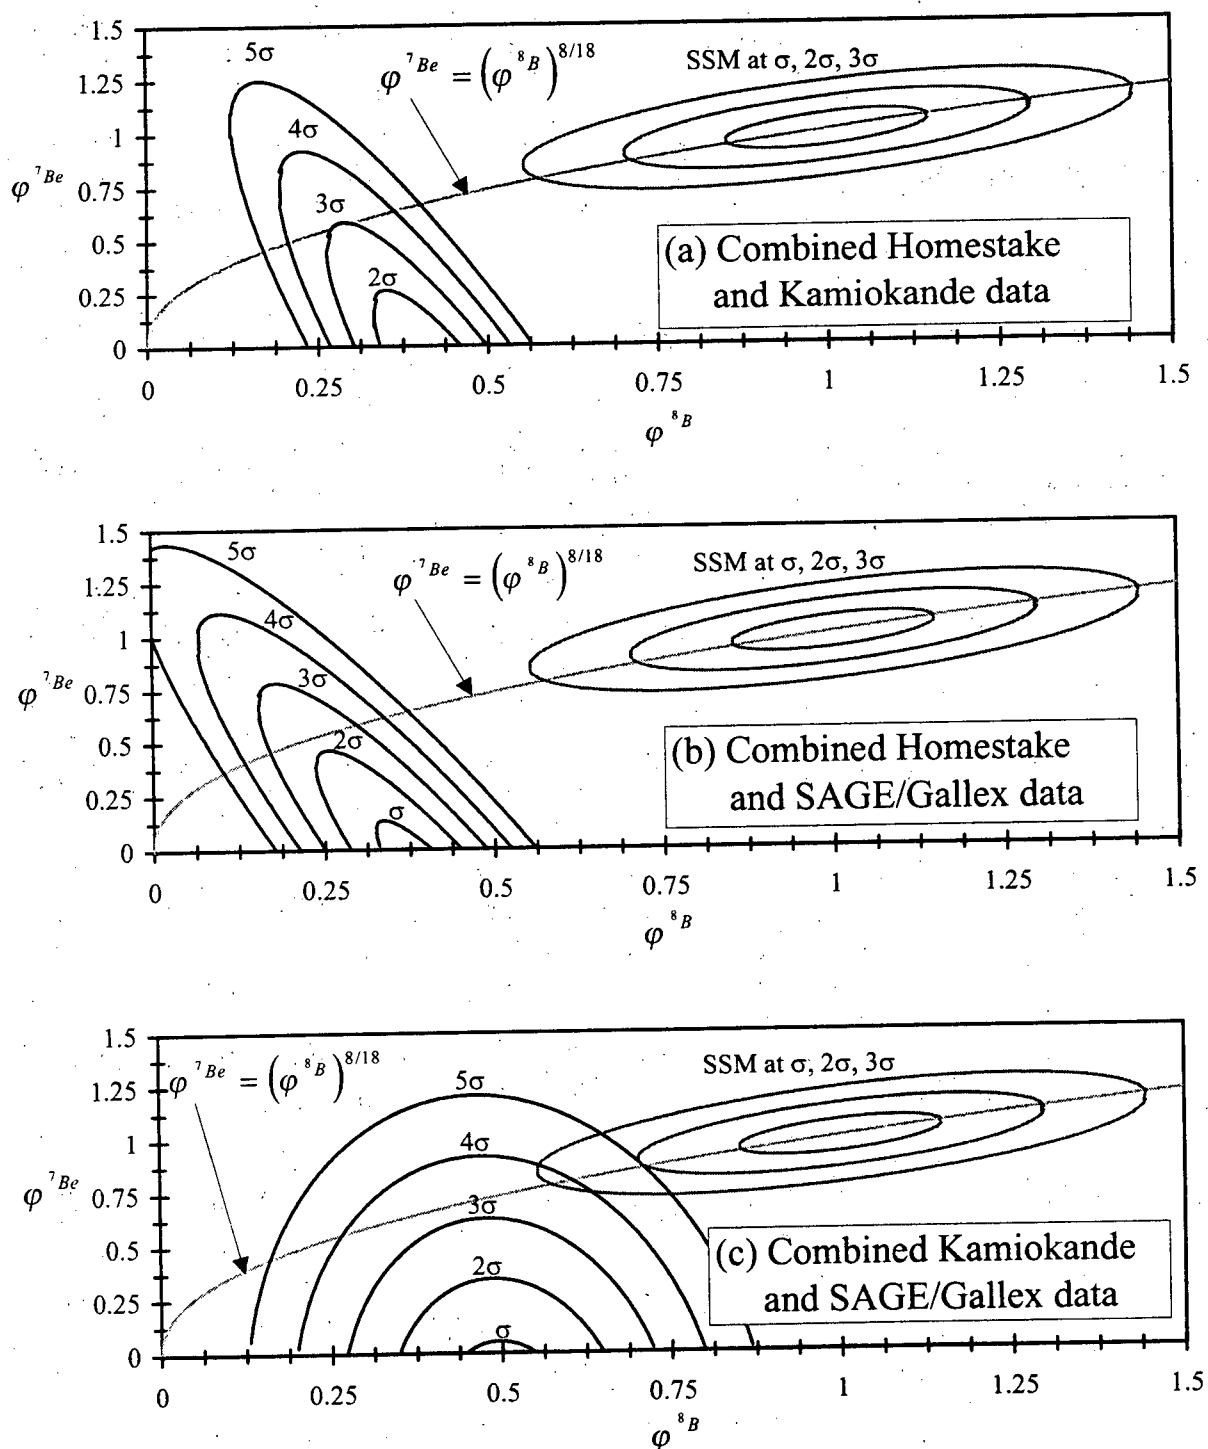 1.5
1.25
1
φ⁷ᴮᵉ 0.75
0.5
0.25
0
5σ
4σ
3σ
2σ
φ^7Be = (φ^8B)^8/18
SSM at σ, 2σ, 3σ
(a) Combined Homestake
and Kamiokande data
0 0.25 0.5 0.75 1 1.25 1.5
φ^8B
1.5
1.25
1
φ^7Be 0.75
0.5
0.25
0
5σ
4σ
3σ
2σ
σ
φ^7Be = (φ^8B)^8/18
SSM at σ, 2σ, 3σ
(b) Combined Homestake
and SAGE/Gallex data
0 0.25 0.5 0.75 1 1.25 1.5
φ^8B
1.5
1.25
1
φ^7Be 0.75
0.5
0.25
0
φ^7Be = (φ^8B)^8/18
5σ
4σ
3σ
2σ
σ
SSM at σ, 2σ, 3σ
(c) Combined Kamiokande
and SAGE/Gallex data
0 0.25 0.5 0.75 1 1.25 1.5
φ^8B